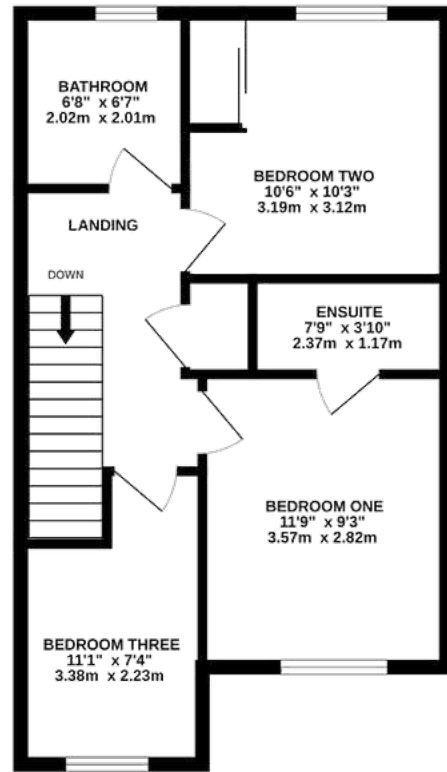 BATHROOM
6'8" x 6'7"
2.02m x 2.01m
BEDROOM TWO
10'6" x 10'3"
3.19m x 3.12m
LANDING
DOWN
ENSUITE
7'9" x 3'10"
2.37m x 1.17m
BEDROOM ONE
11'9" x 9'3"
3.57m x 2.82m
BEDROOM THREE
11'1" x 7'4"
3.38m x 2.23m